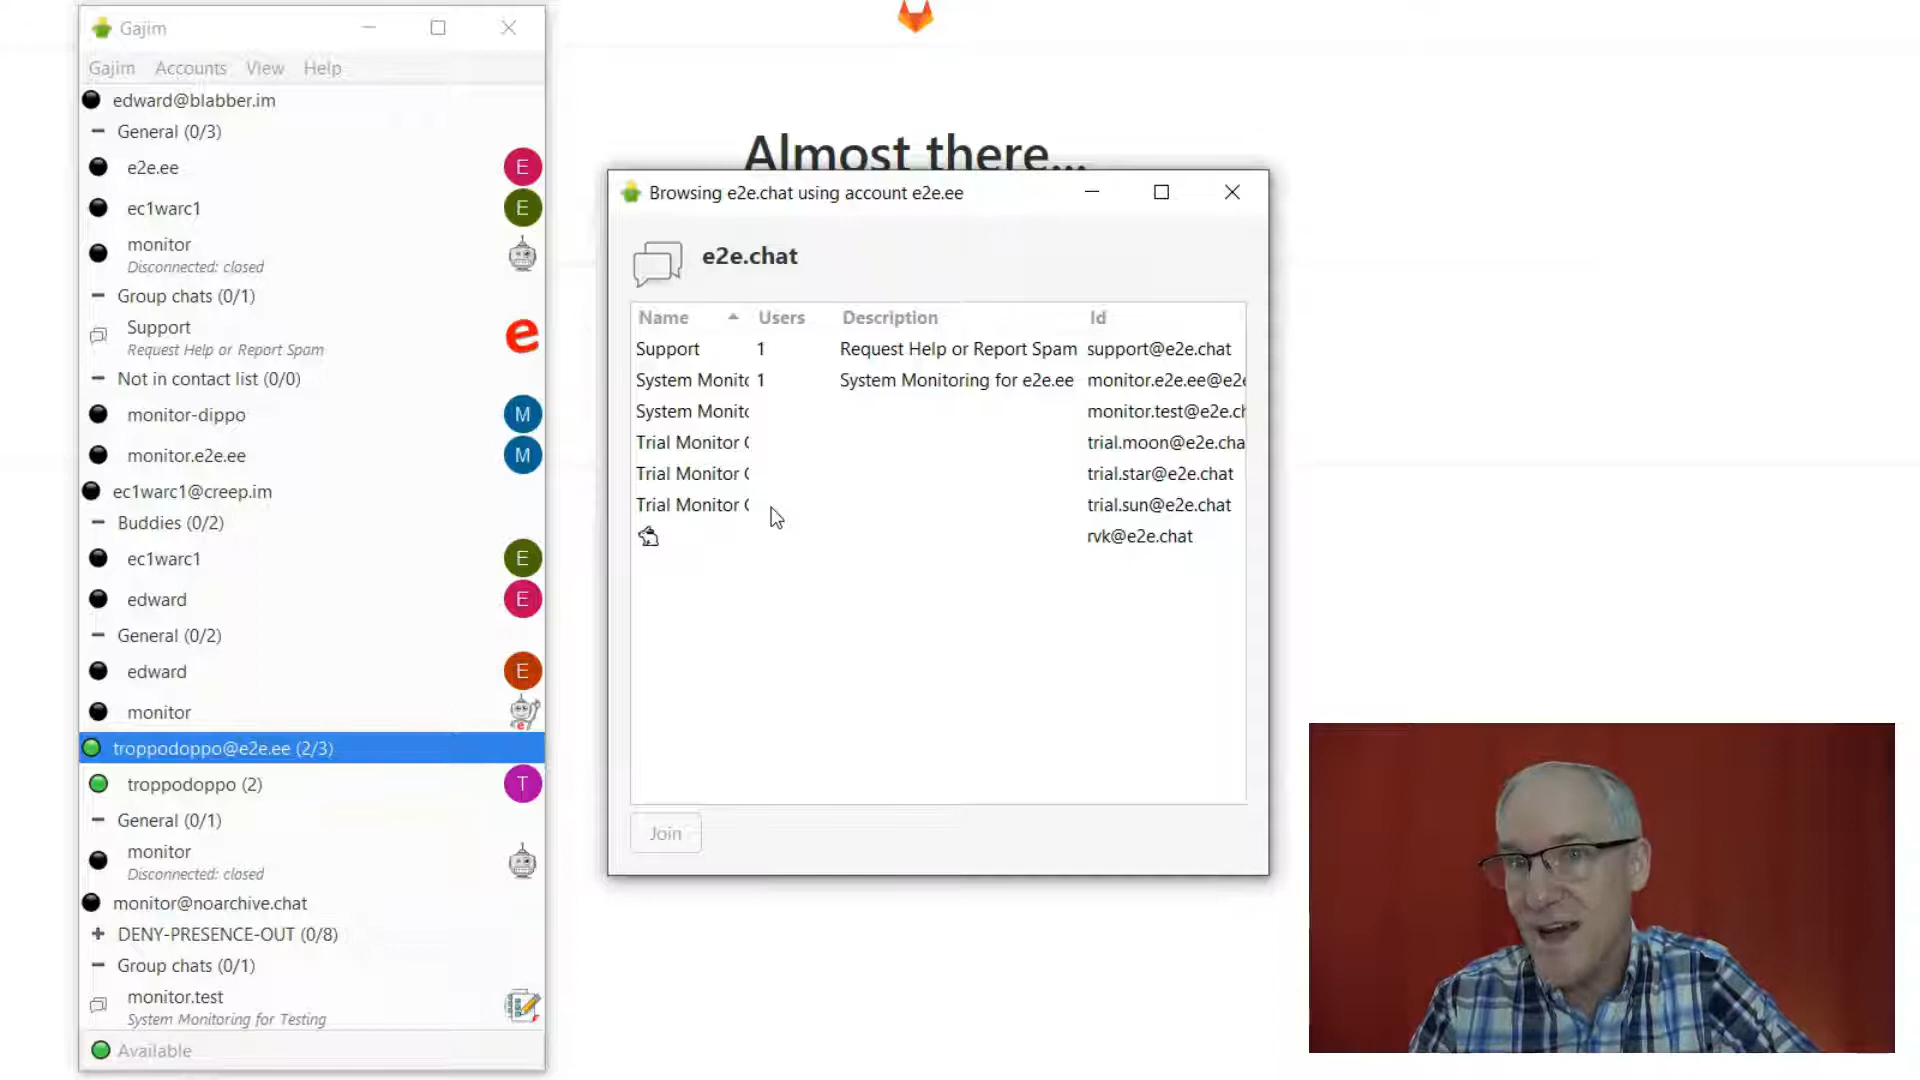 Gajim
Gajim Accounts View Help
edward@blabber.im
General (0/3)
e2e.ee
E
ec1warc1
E
monitor
Disconnected: closed
Group chats (0/1)
Support
Request Help or Report Spam
e
Not in contact list (0/0)
monitor-dippo
M
monitor.e2e.ee
M
ec1warc1@creep.im
Buddies (0/2)
ec1warc1
E
edward
E
General (0/2)
edward
E
monitor
troppodoppo@e2e.ee (2/3)
troppodoppo (2)
T
General (0/1)
monitor
Disconnected: closed
monitor@noarchive.chat
DENY-PRESENCE-OUT (0/8)
Group chats (0/1)
monitor.test
System Monitoring for Testing
Available
Almost there...
Browsing e2e.chat using account e2e.ee
e2e.chat
Name Users Description Id
Support 1 Request Help or Report Spam support@e2e.chat
System Monitc 1 System Monitoring for e2e.ee monitor.e2e.ee@e2e
System Monitc monitor.test@e2e.ch
Trial Monitor C trial.moon@e2e.cha
Trial Monitor C trial.star@e2e.chat
Trial Monitor C trial.sun@e2e.chat
rvk@e2e.chat
Join